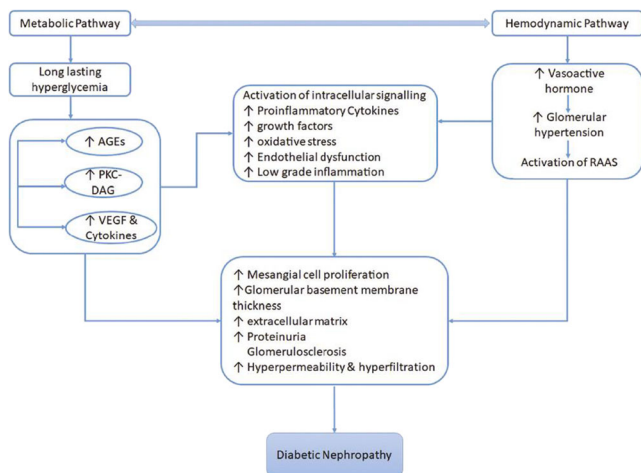 Metabolic Pathway
Hemodynamic Pathway
Long lasting
hyperglycemia
↑ AGEs
↑ PKC-
DAG
↑ VEGF &
Cytokines
Activation of intracellular signalling
↑ Proinflammatory Cytokines
↑ growth factors
↑ oxidative stress
↑ Endothelial dysfunction
↑ Low grade inflammation
↑ Vasoactive
hormone
↑ Glomerular
hypertension
Activation of RAAS
↑ Mesangial cell proliferation
↑Glomerular basement membrane
thickness
↑ extracellular matrix
↑ Proteinuria
Glomerulosclerosis
↑ Hyperpermeability & hyperfiltration
Diabetic Nephropathy